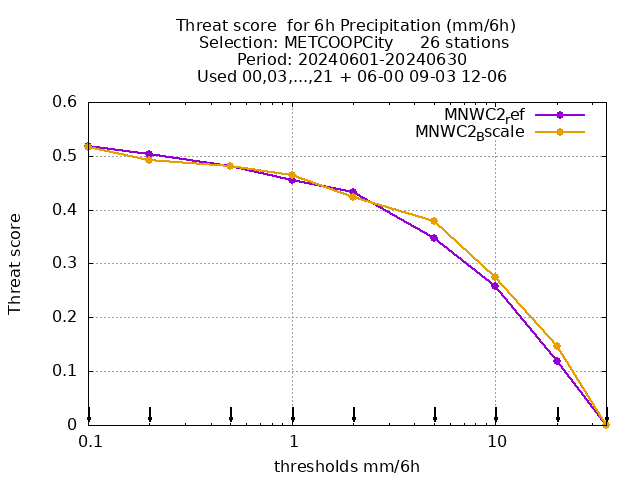 Threat score  for 6h Precipitation (mm/6h)
Selection: METCOOPCity     26 stations
Period: 20240601-20240630
Used 00,03,...,21 + 06-00 09-03 12-06
MNWC2ref
MNWC2Bscale
0.6
0.5
0.4
0.3
0.2
0.1
0
Threat score
0.1 1 10
thresholds mm/6h